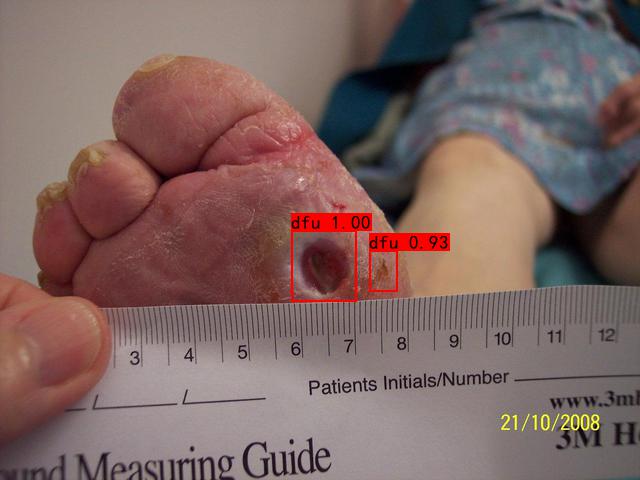 dfu 1.00
dfu 0.93
3 4 5 6 7 8 9 10 11 12
Patients Initials/Number
www.3m
21/10/2008
ound Measuring Guide
3M H